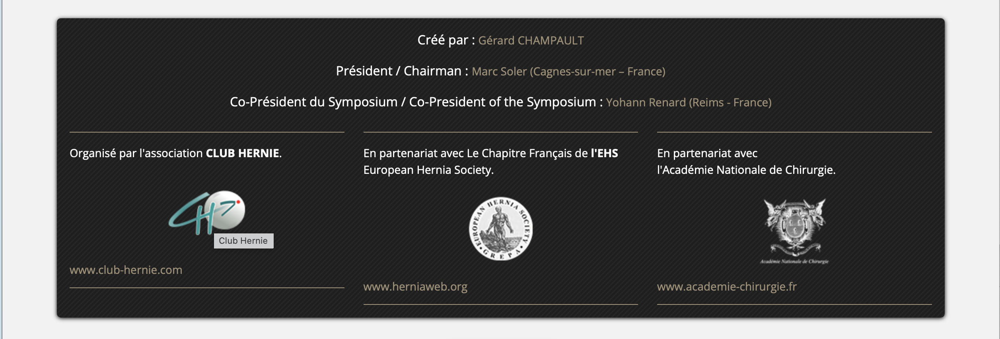 Créé par : Gérard CHAMPAULT
Président / Chairman : Marc Soler (Cagnes-sur-mer – France)
Co-Président du Symposium / Co-President of the Symposium : Yohann Renard (Reims - France)
Organisé par l'association CLUB HERNIE.
CH
Club Hernie
www.club-hernie.com
En partenariat avec Le Chapitre Français de l'EHS
European Hernia Society.
EUROPEAN HERNIA SOCIETY
• GREPA •
www.herniaweb.org
En partenariat avec
l'Académie Nationale de Chirurgie.
Académie Nationale de Chirurgie
www.academie-chirurgie.fr